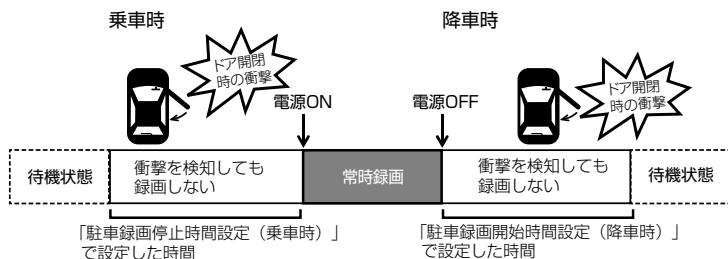 乗車時
降車時
ドア開閉
時の衝撃
ドア開閉
時の衝撃
電源ON
電源OFF
待機状態
衝撃を検知しても
録画しない
常時録画
衝撃を検知しても
録画しない
待機状態
「駐車録画停止時間設定（乗車時）」
で設定した時間
「駐車録画開始時間設定（降車時）」
で設定した時間